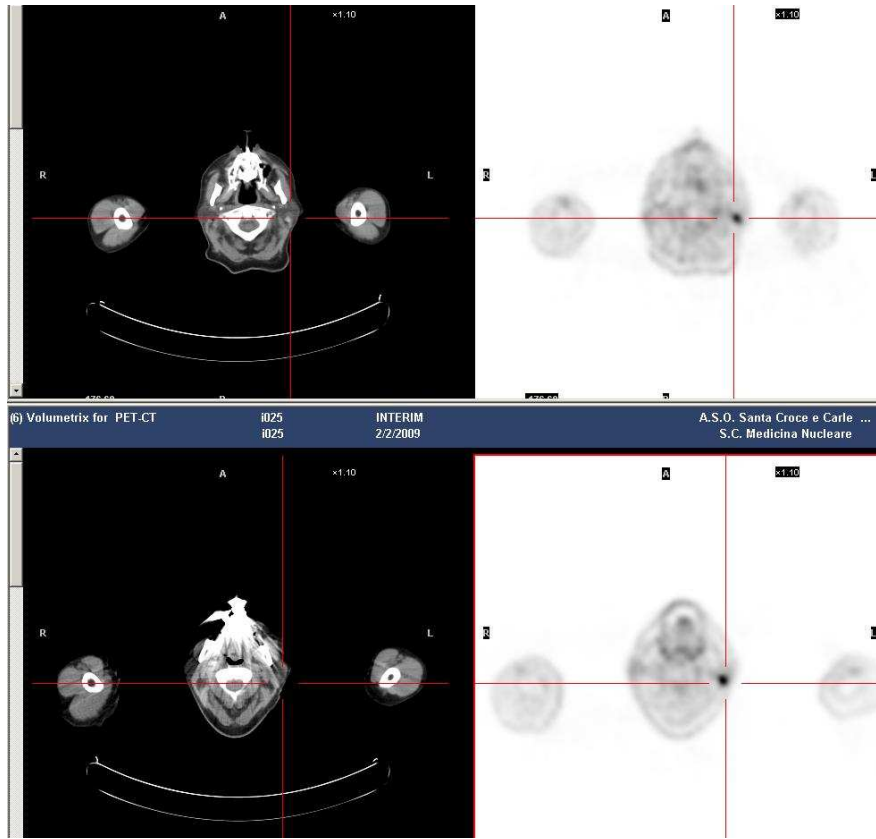 A ×1.10 A ×1.10
R L R L
(6) Volumetrix for PET-CT i025 INTERIM A.S.O. Santa Croce e Carle ...
i025 2/2/2009 S.C. Medicina Nucleare
A ×1.10 A ×1.10
R L R L